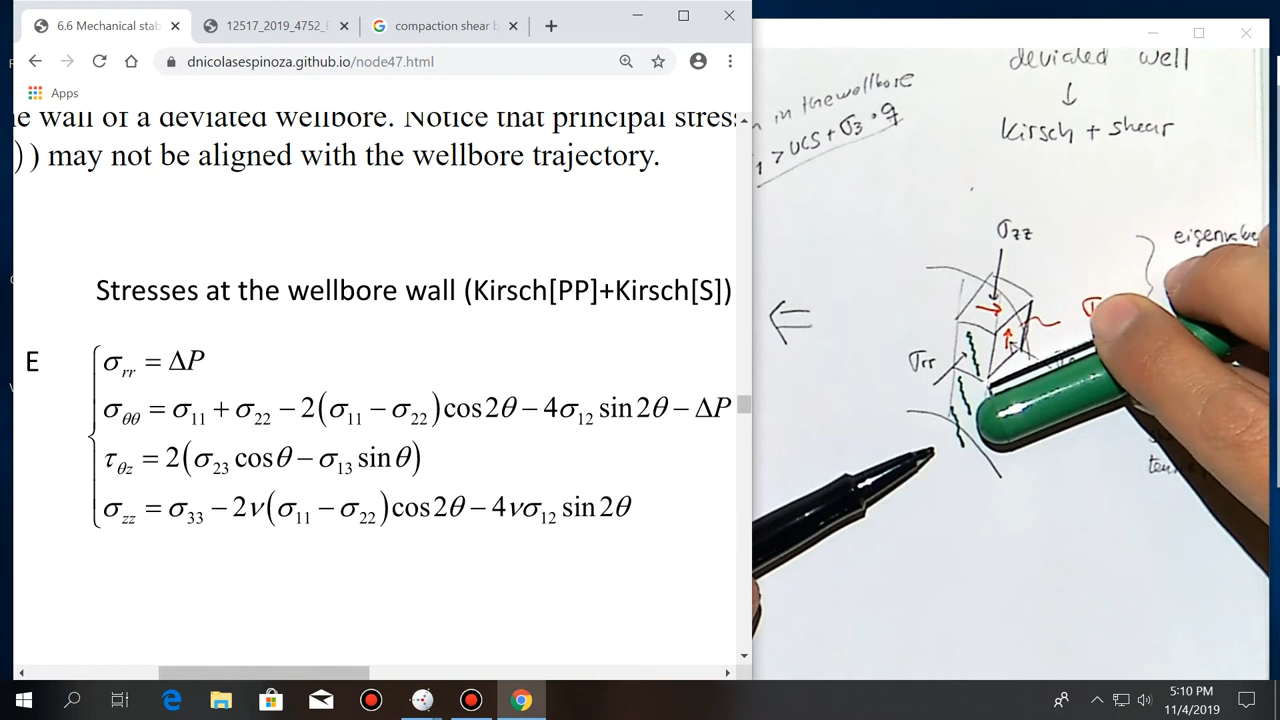 6.6 Mechanical stab
12517_2019_4752_
compaction shear b
dnicolasespinoza.github.io/node47.html
Apps
e wall of a deviated wellbore. Notice that principal stres
) ) may not be aligned with the wellbore trajectory.
Stresses at the wellbore wall (Kirsch[PP]+Kirsch[S])
E
σrr = ΔP
σθθ = σ11 + σ22 − 2(σ11 − σ22)cos2θ − 4σ12 sin2θ − ΔP
τθz = 2(σ23 cosθ − σ13 sinθ)
σzz = σ33 − 2ν(σ11 − σ22)cos2θ − 4νσ12 sin2θ
deviated well
↓
Kirsch + shear
in the wellbore
1 > UCS + σ3 · q
σzz
eigenva
σrr
5:10 PM
11/4/2019